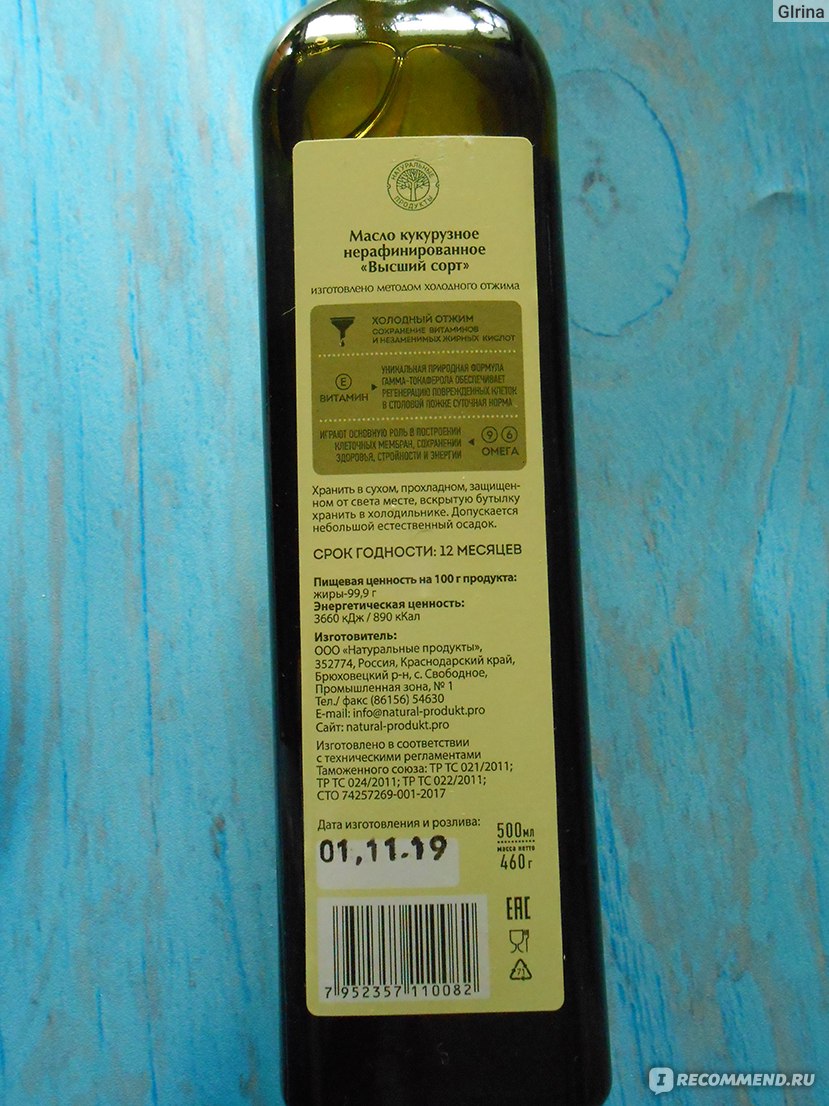 GIrina
НАТУРАЛЬНЫЕ
ПРОДУКТЫ
Масло кукурузное
нерафинированное
«Высший сорт»
изготовлено методом холодного отжима
ХОЛОДНЫЙ ОТЖИМ
СОХРАНЕНИЕ ВИТАМИНОВ
И НЕЗАМЕНИМЫХ ЖИРНЫХ КИСЛОТ
E
ВИТАМИН
УНИКАЛЬНАЯ ПРИРОДНАЯ ФОРМУЛА
ГАММА-ТОКАФЕРОЛА ОБЕСПЕЧИВАЕТ
РЕГЕНЕРАЦИЮ ПОВРЕЖДЕННЫХ КЛЕТОК
В СТОЛОВОЙ ЛОЖКЕ СУТОЧНАЯ НОРМА
ИГРАЮТ ОСНОВНУЮ РОЛЬ В ПОСТРОЕНИИ
КЛЕТОЧНЫХ МЕМБРАН, СОХРАНЕНИИ
ЗДОРОВЬЯ, СТРОЙНОСТИ И ЭНЕРГИИ
9 6
ОМЕГА
Хранить в сухом, прохладном, защищен-
ном от света месте, вскрытую бутылку
хранить в холодильнике. Допускается
небольшой естественный осадок.
СРОК ГОДНОСТИ: 12 МЕСЯЦЕВ
Пищевая ценность на 100 г продукта:
жиры-99,9 г
Энергетическая ценность:
3660 кДж / 890 кКал
Изготовитель:
ООО «Натуральные продукты»,
352774, Россия, Краснодарский край,
Брюховецкий р-н, с. Свободное,
Промышленная зона, № 1
Тел./ факс (86156) 54630
E-mail: info@natural-produkt.pro
Сайт: natural-produkt.pro
Изготовлено в соответствии
с техническими регламентами
Таможенного союза: ТР ТС 021/2011;
ТР ТС 024/2011; ТР ТС 022/2011;
СТО 74257269-001-2017
Дата изготовления и розлива:
01,11.19
500мл
масса нетто
460 г
EAC
71
7 952357 110082
IRECOMMEND.RU